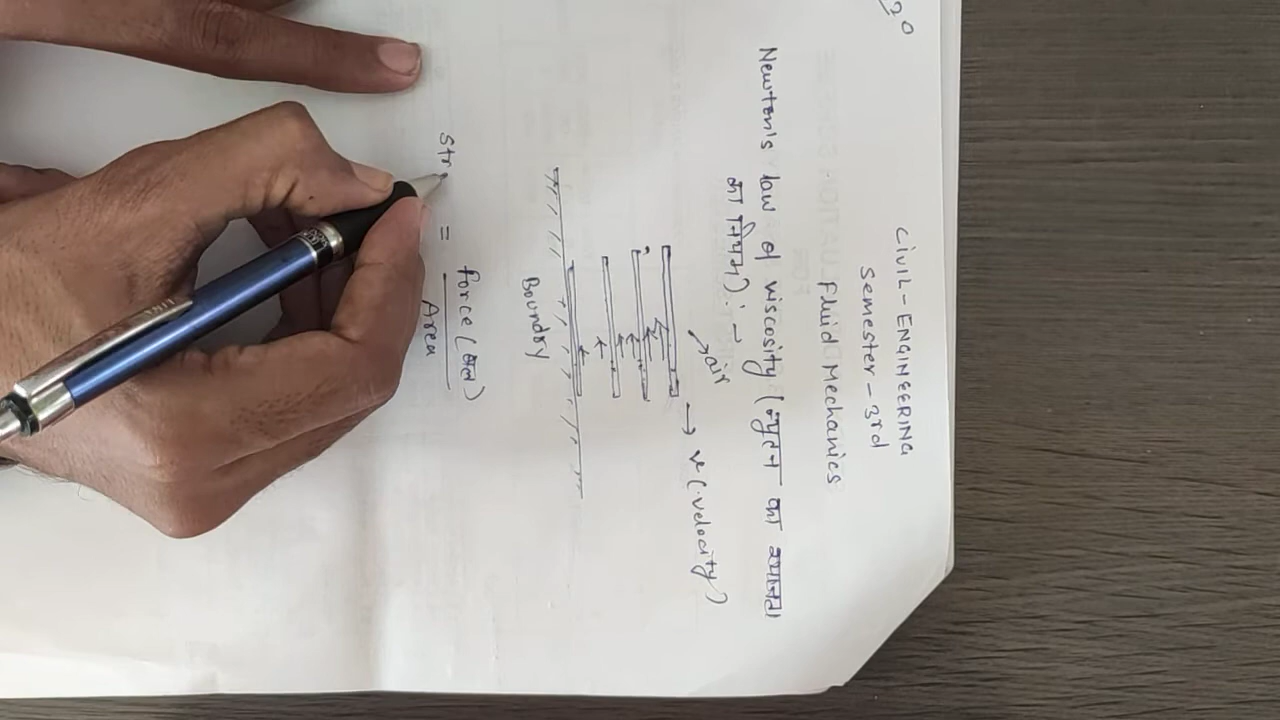 CIVIL-ENGINEERING
Semester-3rd
Fluid Mechanics
Newton's law of viscosity (न्युटन का श्यानता
का नियम):-
air
v (velocity)
Boundry
Str = Force (बल)
Area